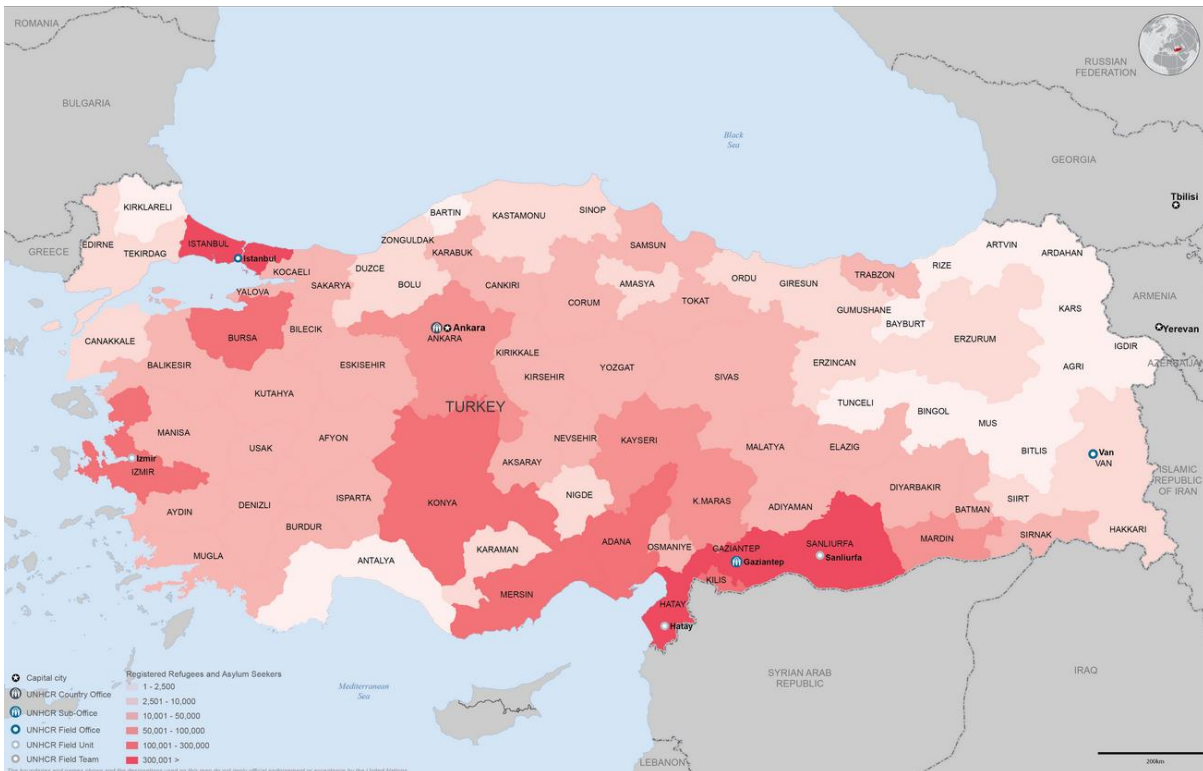 ROMANIA
RUSSIAN
FEDERATION
BULGARIA
Black
Sea
GEORGIA
Tbilisi
KIRKLARELI
BARTIN
KASTAMONU
SINOP
EDIRNE
TEKIRDAG
ISTANBUL
Istanbul
GREECE
KOCAELI
YALOVA
SAKARYA
DUZCE
ZONGULDAK
BOLU
KARABUK
CANKIRI
SAMSUN
AMASYA
CORUM
TOKAT
ORDU
GIRESUN
TRABZON
RIZE
ARTVIN
ARDAHAN
GUMUSHANE
BAYBURT
KARS
ARMENIA
Yerevan
IGDIR
AZERBAIJAN
CANAKKALE
BURSA
BILECIK
Ankara
ANKARA
BALIKESIR
ESKISEHIR
KIRIKKALE
KIRSEHIR
YOZGAT
SIVAS
ERZINCAN
ERZURUM
AGRI
KUTAHYA
TURKEY
TUNCELI
BINGOL
MUS
MANISA
USAK
AFYON
NEVSEHIR
KAYSERI
MALATYA
ELAZIG
BITLIS
Van
VAN
Izmir
IZMIR
AKSARAY
ISLAMIC
REPUBLIC
OF IRAN
AYDIN
DENIZLI
ISPARTA
KONYA
NIGDE
K.MARAS
ADIYAMAN
DIYARBAKIR
BATMAN
SIIRT
BURDUR
MUGLA
ANTALYA
KARAMAN
ADANA
OSMANIYE
GAZIANTEP
Gaziantep
SANLIURFA
Sanliurfa
MARDIN
SIRNAK
HAKKARI
MERSIN
KILIS
HATAY
Hatay
SYRIAN ARAB
REPUBLIC
IRAQ
Mediterranean
Sea
LEBANON
Capital city
UNHCR Country Office
UNHCR Sub-Office
UNHCR Field Office
UNHCR Field Unit
UNHCR Field Team
Registered Refugees and Asylum Seekers
1 - 2,500
2,501 - 10,000
10,001 - 50,000
50,001 - 100,000
100,001 - 300,000
300,001 >
200km